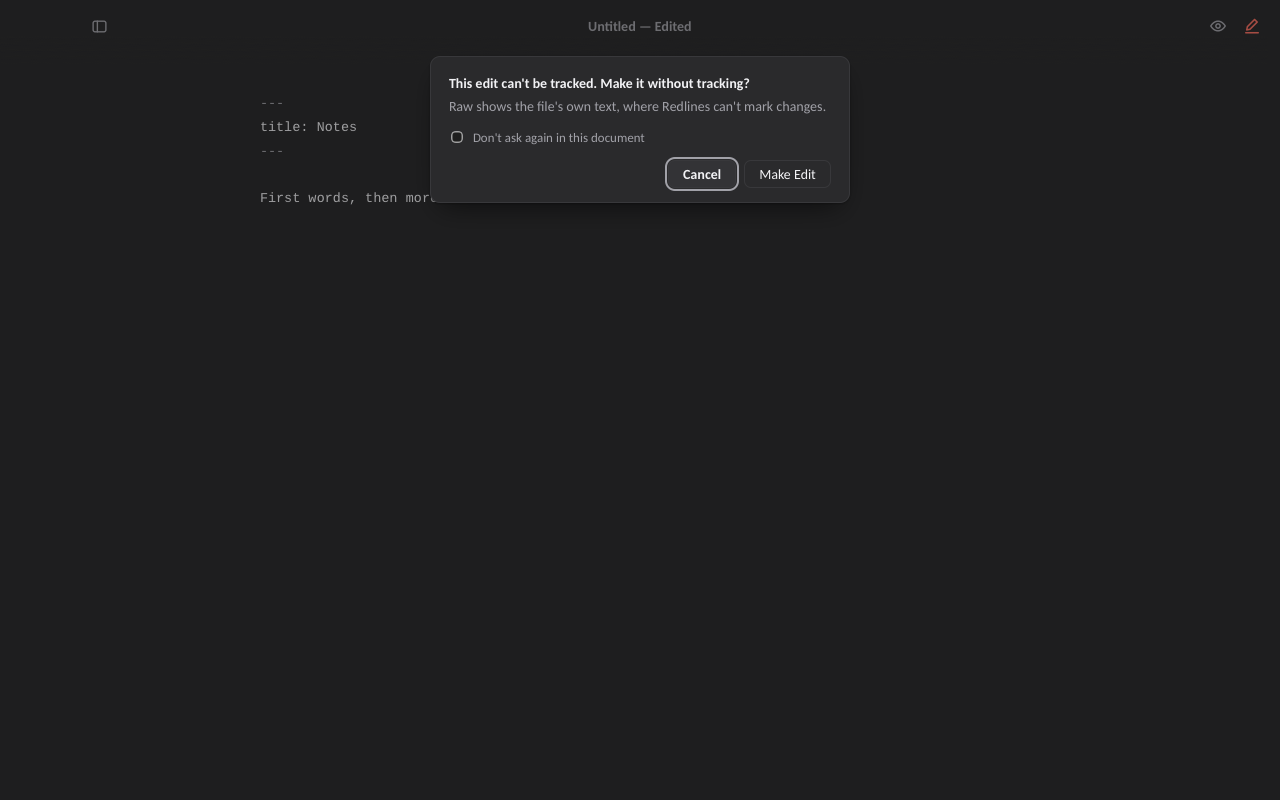 Untitled — Edited
This edit can't be tracked. Make it without tracking?
Raw shows the file's own text, where Redlines can't mark changes.
Don't ask again in this document
Cancel
Make Edit
---
title: Notes
---
First words, then